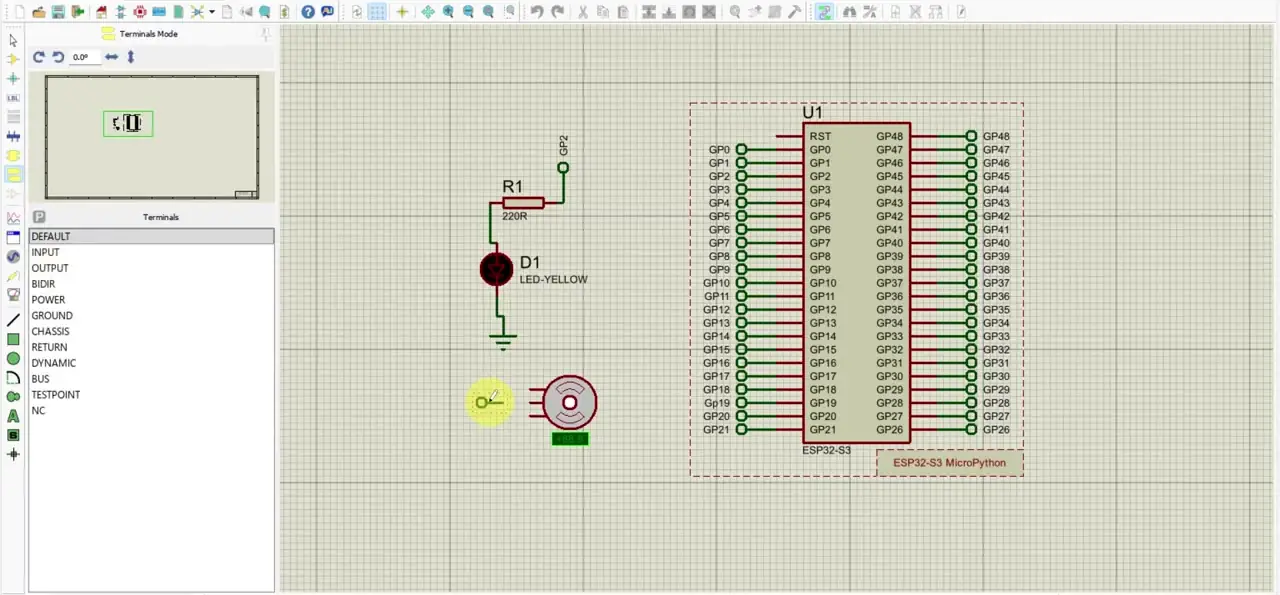 Terminals Mode
0.0°
LBL
P
Terminals
DEFAULT
INPUT
OUTPUT
BIDIR
POWER
GROUND
CHASSIS
RETURN
DYNAMIC
BUS
TESTPOINT
NC
GP2
R1
220R
D1
LED-YELLOW
U1
RST GP48 GP48
GP0 GP0 GP47 GP47
GP1 GP1 GP46 GP46
GP2 GP2 GP45 GP45
GP3 GP3 GP44 GP44
GP4 GP4 GP43 GP43
GP5 GP5 GP42 GP42
GP6 GP6 GP41 GP41
GP7 GP7 GP40 GP40
GP8 GP8 GP39 GP39
GP9 GP9 GP38 GP38
GP10 GP10 GP37 GP37
GP11 GP11 GP36 GP36
GP12 GP12 GP35 GP35
GP13 GP13 GP34 GP34
GP14 GP14 GP33 GP33
GP15 GP15 GP32 GP32
GP16 GP16 GP31 GP31
GP17 GP17 GP30 GP30
GP18 GP18 GP29 GP29
Gp19 GP19 GP28 GP28
GP20 GP20 GP27 GP27
GP21 GP21 GP26 GP26
ESP32-S3
ESP32-S3 MicroPython